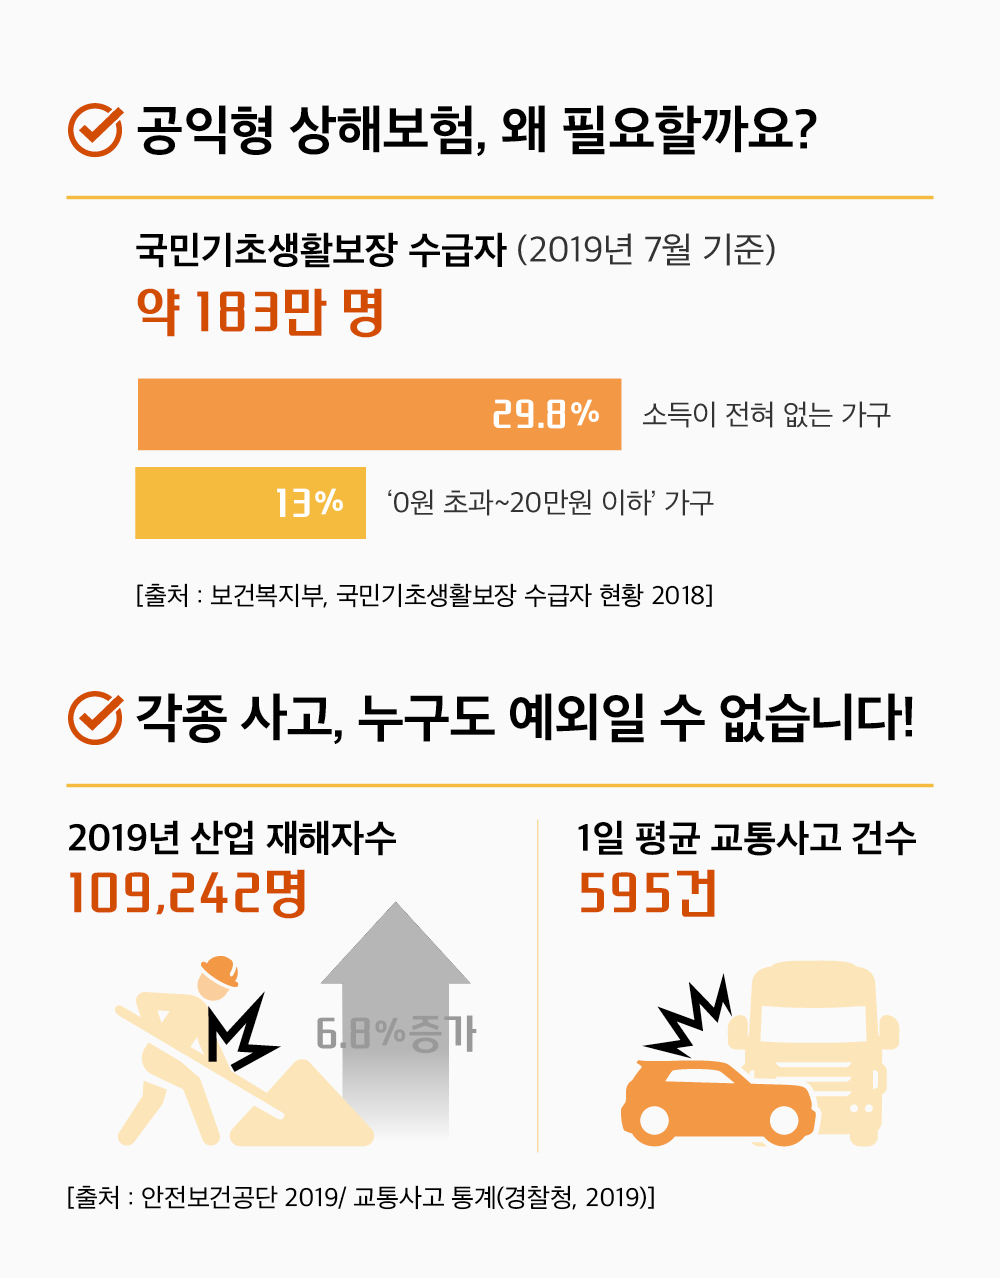 공익형 상해보험, 왜 필요할까요?
국민기초생활보장 수급자 (2019년 7월 기준)
약 183만 명
29.8% 소득이 전혀 없는 가구
13% ‘0원 초과~20만원 이하’ 가구
[출처 : 보건복지부, 국민기초생활보장 수급자 현황 2018]
각종 사고, 누구도 예외일 수 없습니다!
2019년 산업 재해자수
109,242명
6.8%증가
1일 평균 교통사고 건수
595건
[출처 : 안전보건공단 2019/ 교통사고 통계(경찰청, 2019)]